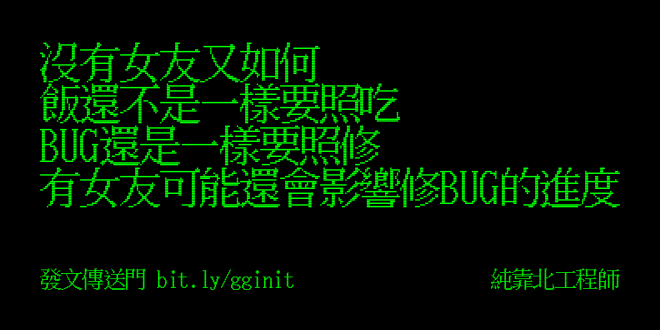 沒有女友又如何
飯還不是一樣要照吃
BUG還是一樣要照修
有女友可能還會影響修BUG的進度
發文傳送門 bit.ly/gginit
純靠北工程師